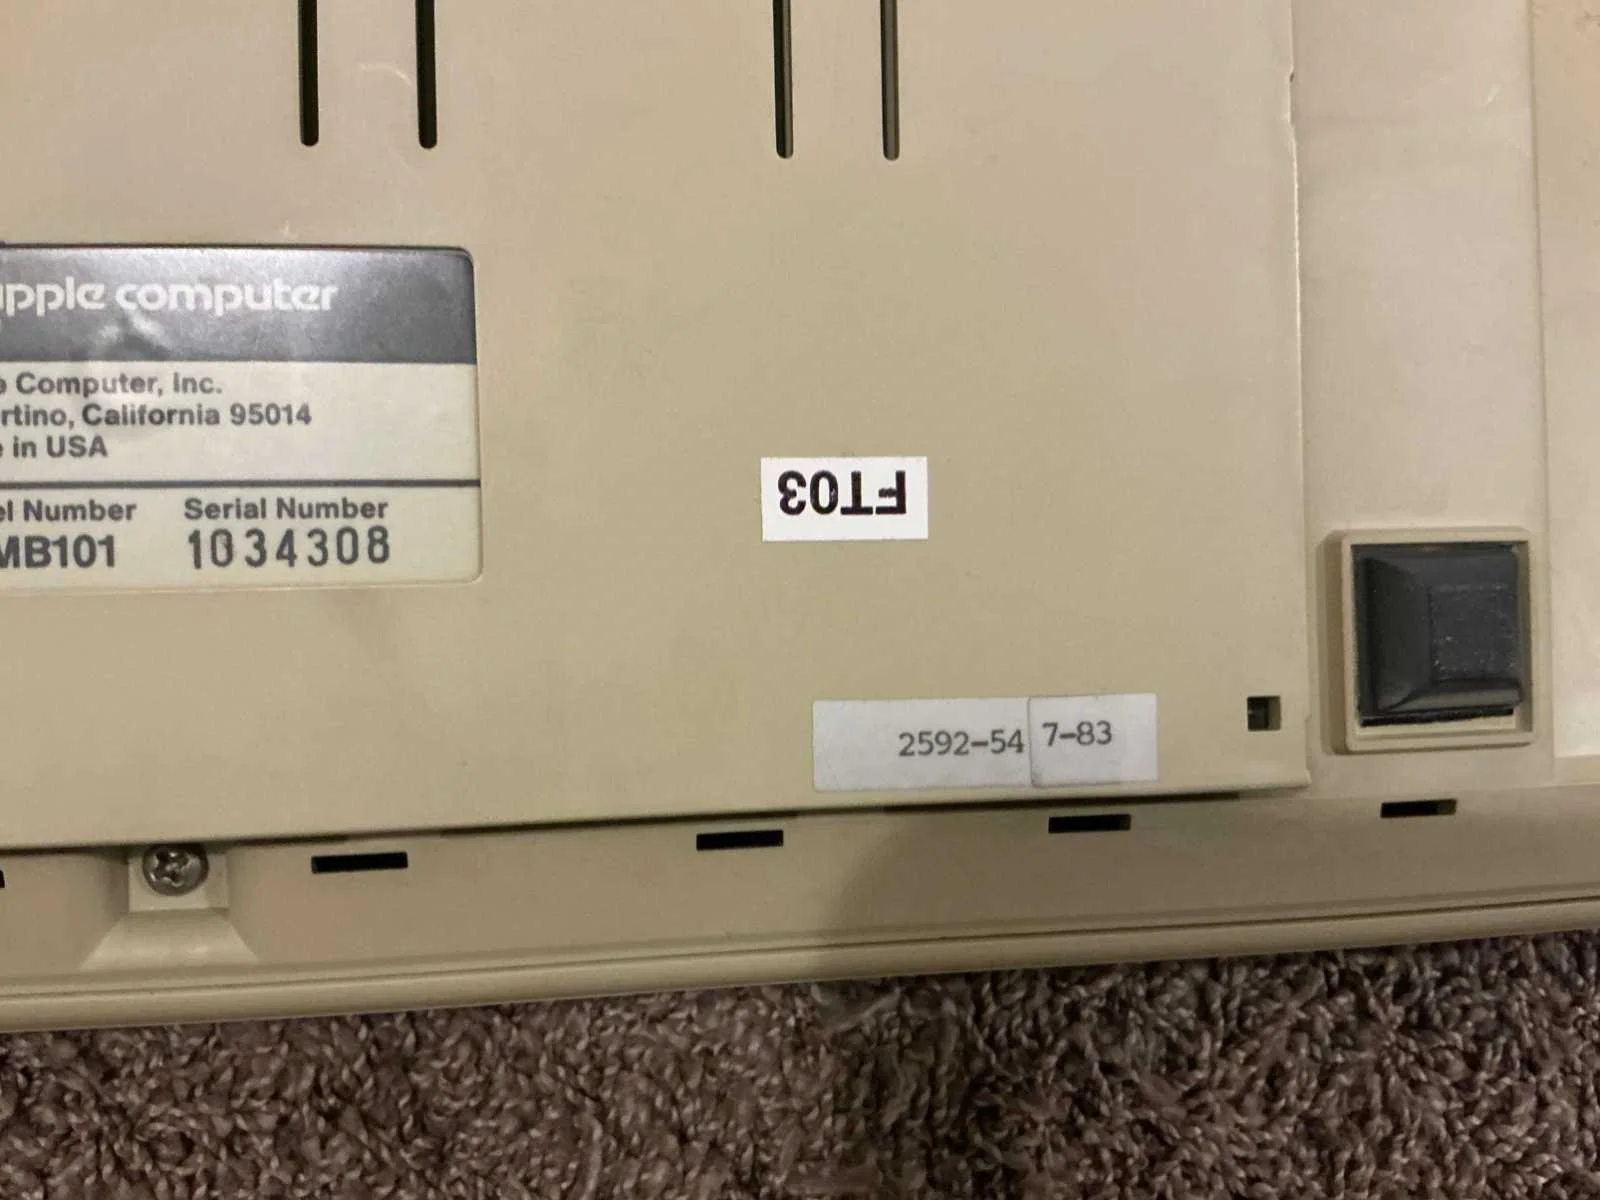 apple computer
e Computer, Inc.
rtino, California 95014
e in USA
el Number Serial Number
MB101 1034308
FT03
2592-54 7-83